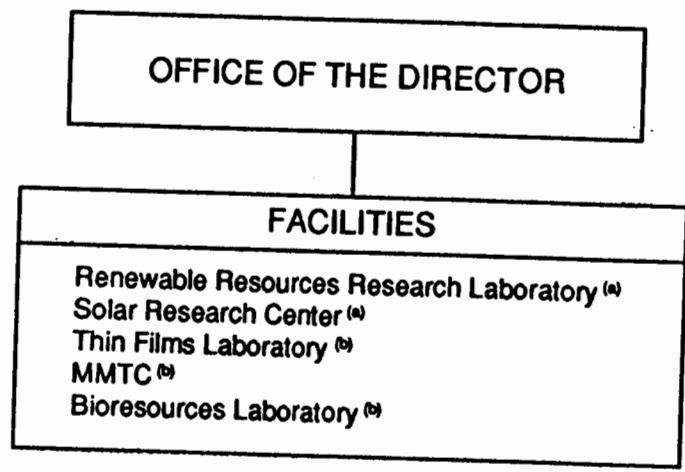 OFFICE OF THE DIRECTOR
FACILITIES
Renewable Resources Research Laboratory (a)
Solar Research Center (a)
Thin Films Laboratory (b)
MMTC (b)
Bioresources Laboratory (b)